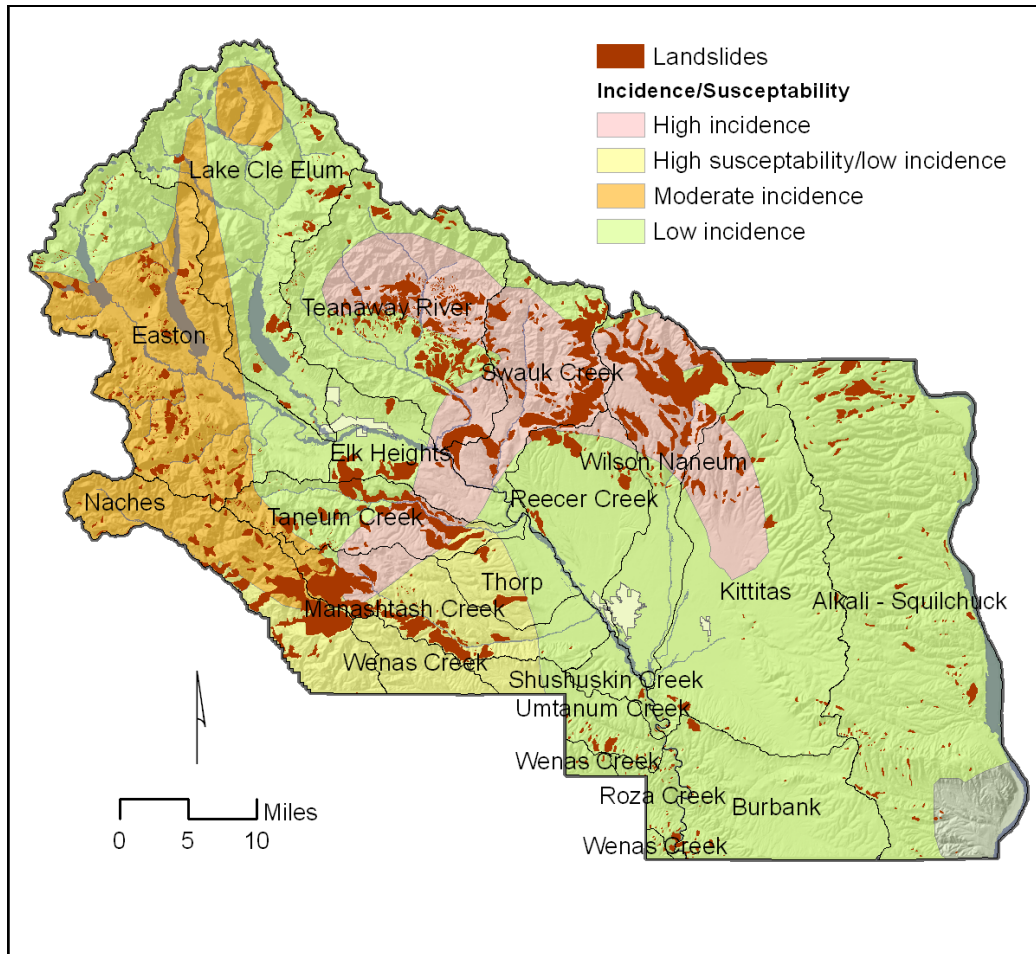 Landslides
Incidence/Susceptability
High incidence
High susceptability/low incidence
Moderate incidence
Low incidence
Lake Cle Elum
Teanaway River
Easton
Swauk Creek
Elk Heights
Wilson Naneum
Naches
Reecer Creek
Taneum Creek
Thorp
Kittitas
Manashtash Creek
Alkali - Squilchuck
Wenas Creek
Shushuskin Creek
Umtanum Creek
Wenas Creek
Roza Creek
Burbank
Wenas Creek
Miles
0 5 10